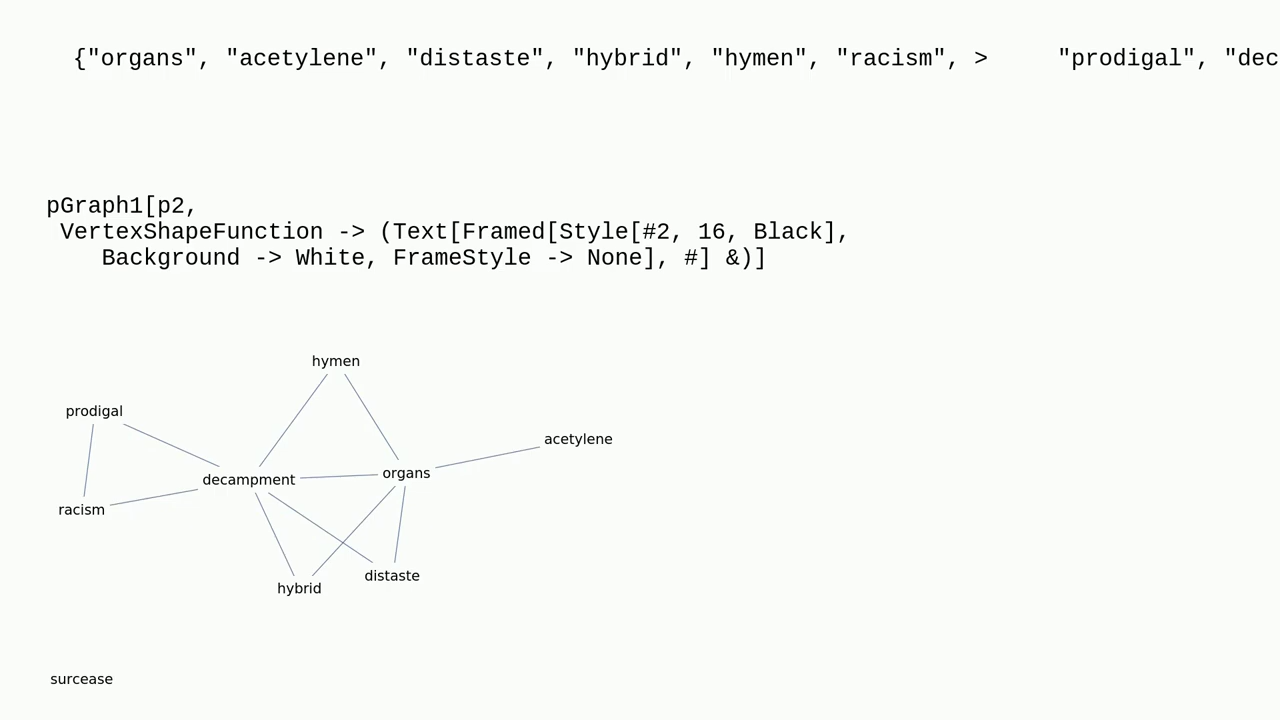 {"organs", "acetylene", "distaste", "hybrid", "hymen", "racism", >     "prodigal", "dec
pGraph1[p2,
 VertexShapeFunction -> (Text[Framed[Style[#2, 16, Black],
    Background -> White, FrameStyle -> None], #] &)]
hymen
prodigal
acetylene
organs
decampment
racism
distaste
hybrid
surcease